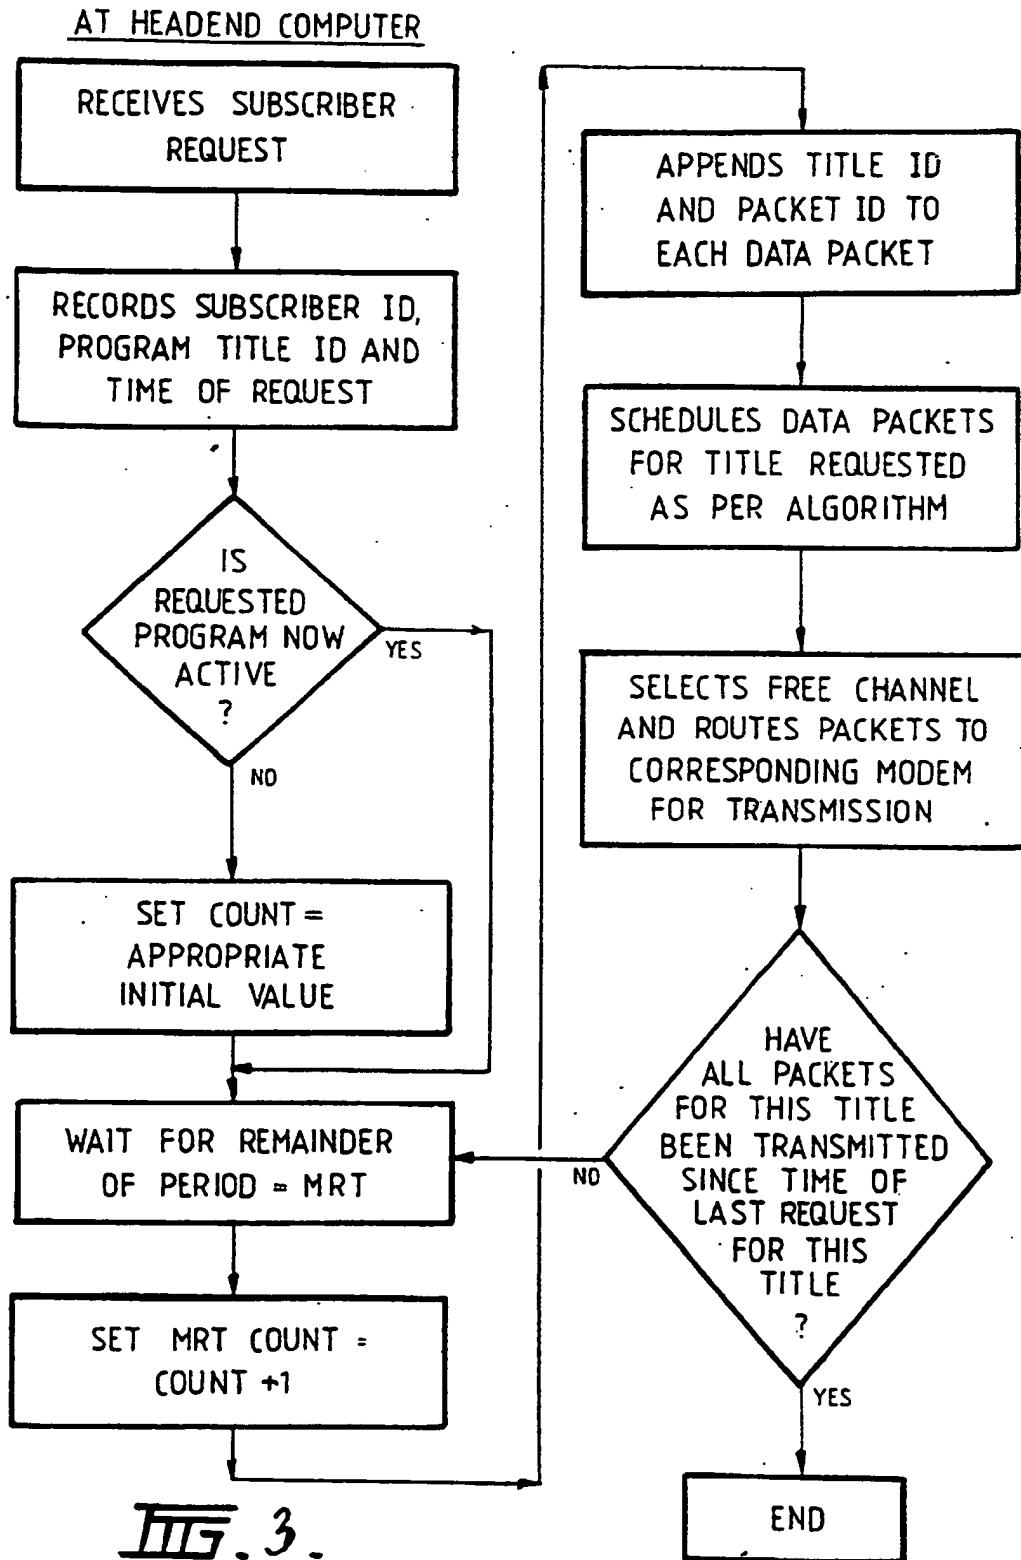 AT HEADEND COMPUTER
RECEIVES SUBSCRIBER
REQUEST
RECORDS SUBSCRIBER ID,
PROGRAM TITLE ID AND
TIME OF REQUEST
IS
REQUESTED
PROGRAM NOW
ACTIVE
?
YES
NO
SET COUNT =
APPROPRIATE
INITIAL VALUE
WAIT FOR REMAINDER
OF PERIOD = MRT
SET MRT COUNT =
COUNT +1
APPENDS TITLE ID
AND PACKET ID TO
EACH DATA PACKET
SCHEDULES DATA PACKETS
FOR TITLE REQUESTED
AS PER ALGORITHM
SELECTS FREE CHANNEL
AND ROUTES PACKETS TO
CORRESPONDING MODEM
FOR TRANSMISSION
HAVE
ALL PACKETS
FOR THIS TITLE
BEEN TRANSMITTED
SINCE TIME OF
LAST REQUEST
FOR THIS
TITLE
?
NO
YES
END
FIG. 3.